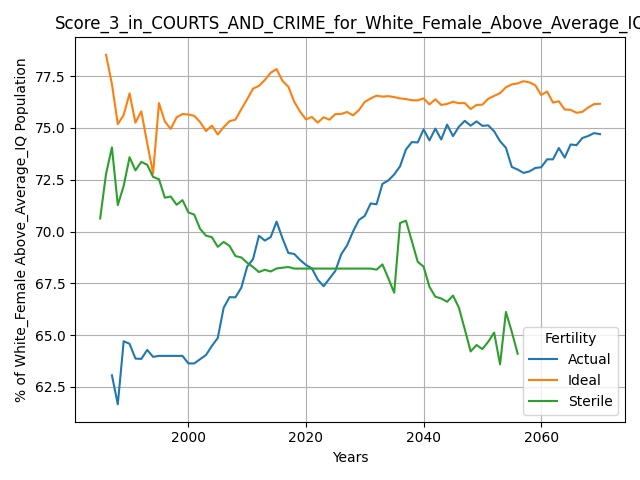 Score_3_in_COURTS_AND_CRIME_for_White_Female_Above_Average_IQ
% of White_Female Above_Average_IQ Population
77.5
75.0
72.5
70.0
67.5
65.0
62.5
Fertility
Actual
Ideal
Sterile
2000
2020
2040
2060
Years